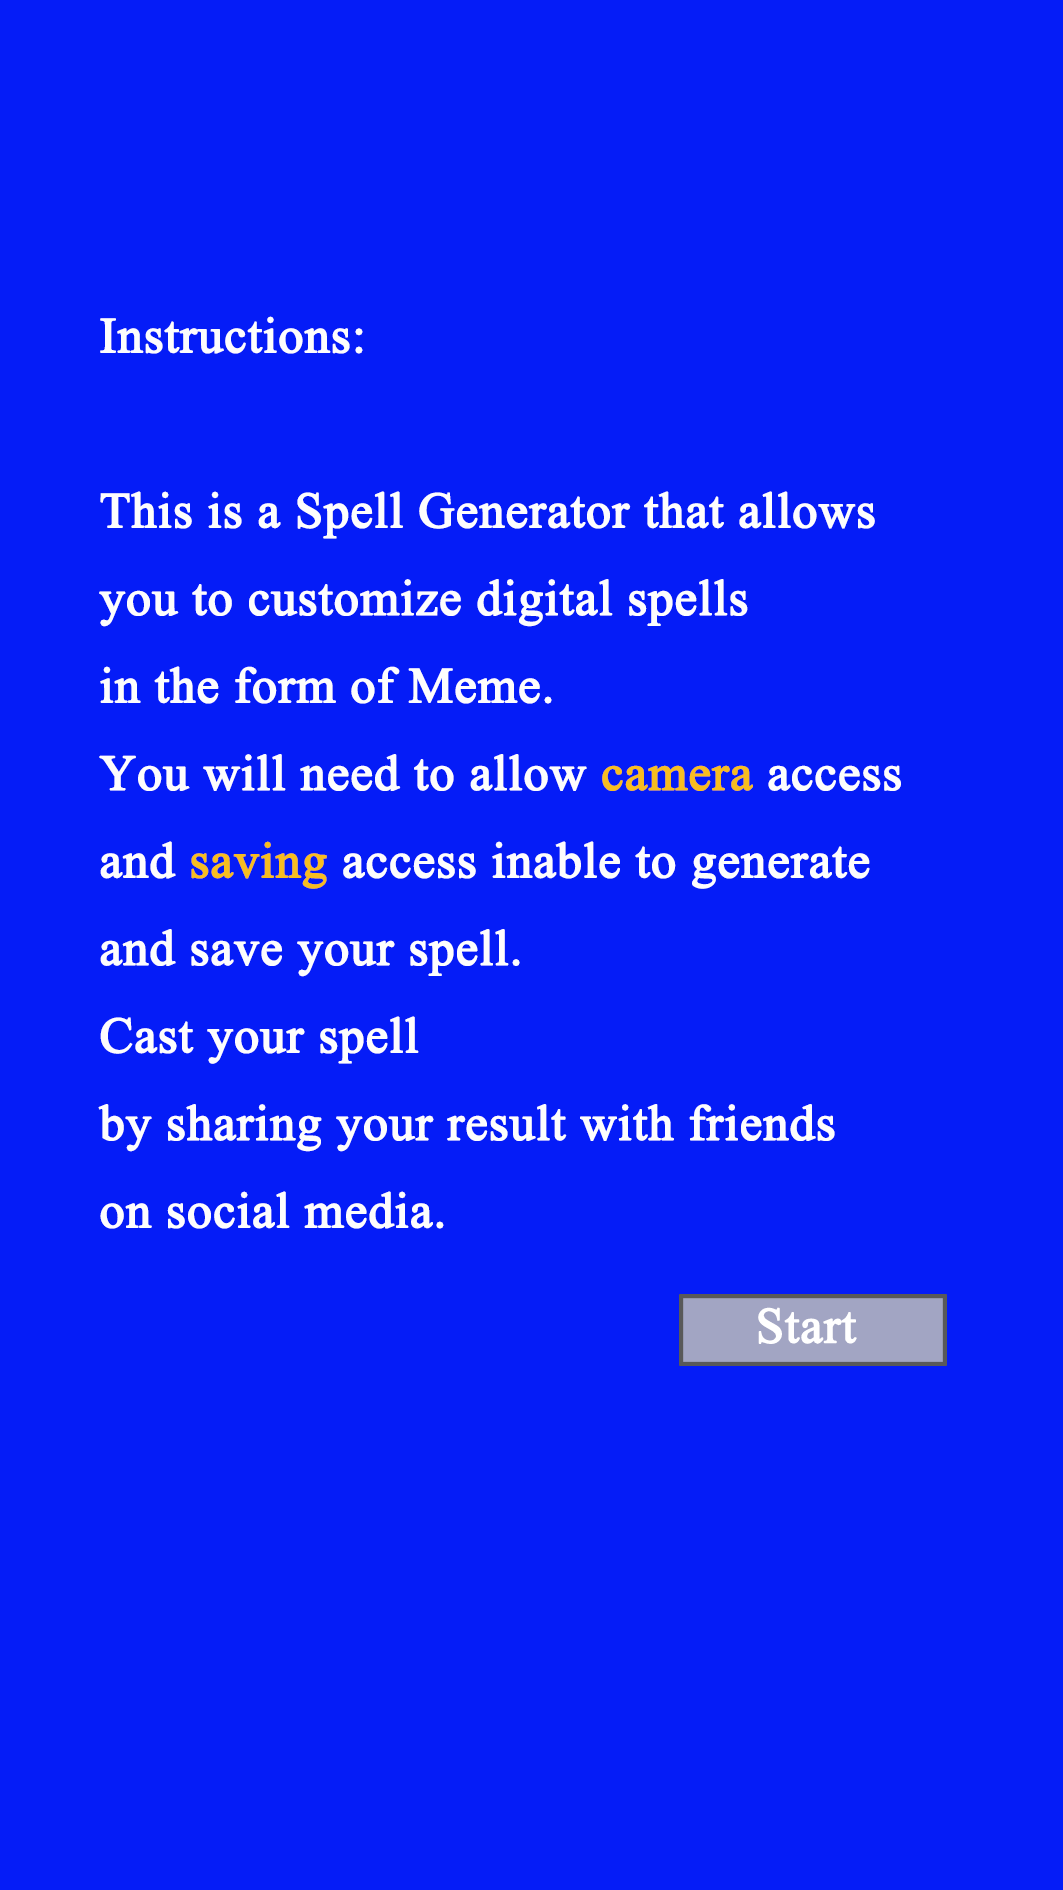 Instructions:
This is a Spell Generator that allows
you to customize digital spells
in the form of Meme.
You will need to allow camera access
and saving access inable to generate
and save your spell.
Cast your spell
by sharing your result with friends
on social media.
Start